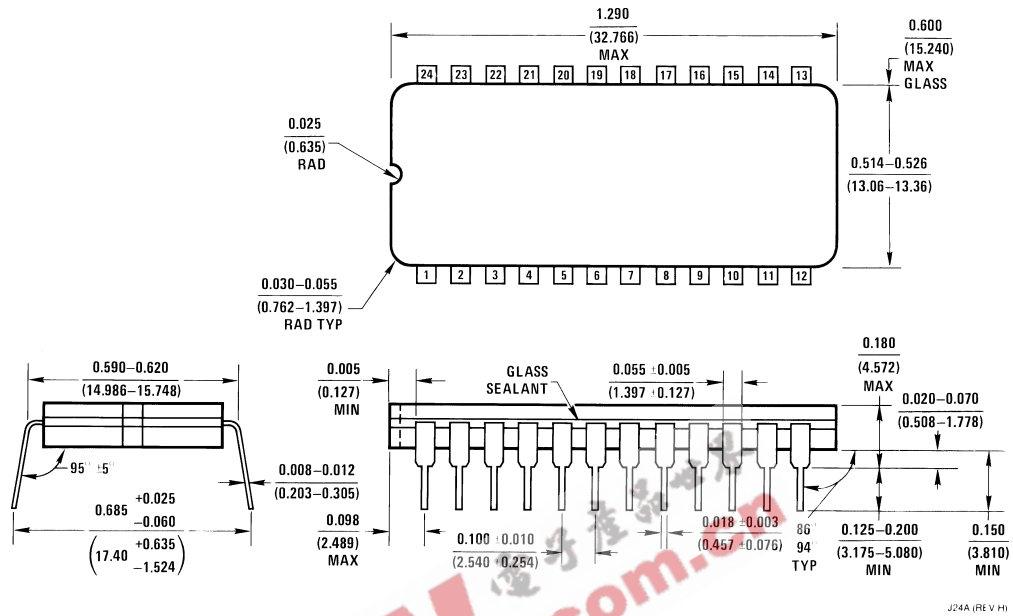 1.290
(32.766)
MAX
0.600
(15.240)
MAX
GLASS
24 23 22 21 20 19 18 17 16 15 14 13
0.025
(0.635)
RAD
0.514–0.526
(13.06–13.36)
1 2 3 4 5 6 7 8 9 10 11 12
0.030–0.055
(0.762–1.397)
RAD TYP
0.590–0.620
(14.986–15.748)
95° ±5°
0.008–0.012
(0.203–0.305)
0.685 +0.025 −0.060
(17.40 +0.635 −1.524)
0.005
(0.127)
MIN
GLASS
SEALANT
0.055 ±0.005
(1.397 ±0.127)
0.180
(4.572)
MAX
0.020–0.070
(0.508–1.778)
0.098
(2.489)
MAX
0.100 ±0.010
(2.540 ±0.254)
0.018 ±0.003
(0.457 ±0.076)
86°
94°
TYP
0.125–0.200
(3.175–5.080)
MIN
0.150
(3.810)
MIN
J24A (REV H)
电子产品世界
.com.cn